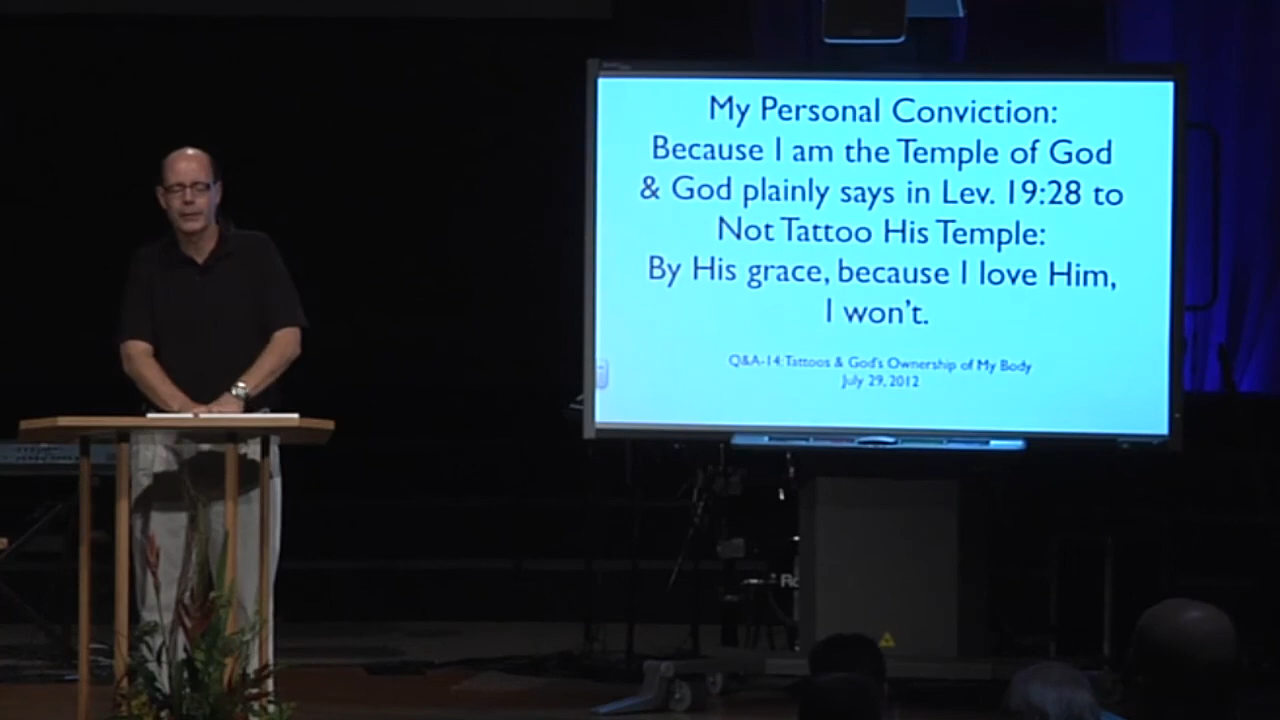 My Personal Conviction:
Because I am the Temple of God
& God plainly says in Lev. 19:28 to
Not Tattoo His Temple:
By His grace, because I love Him,
I won't.
Q&A-14: Tattoos & God's Ownership of My Body
July 29, 2012
Ro